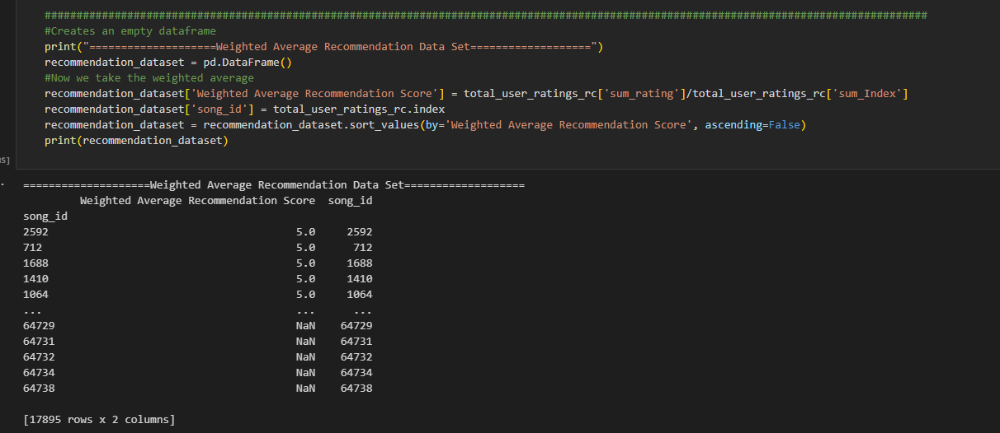 ############################################################################################################################################
#Creates an empty dataframe
print("====================Weighted Average Recommendation Data Set===================")
recommendation_dataset = pd.DataFrame()
#Now we take the weighted average
recommendation_dataset['Weighted Average Recommendation Score'] = total_user_ratings_rc['sum_rating']/total_user_ratings_rc['sum_Index']
recommendation_dataset['song_id'] = total_user_ratings_rc.index
recommendation_dataset = recommendation_dataset.sort_values(by='Weighted Average Recommendation Score', ascending=False)
print(recommendation_dataset)
5]
====================Weighted Average Recommendation Data Set===================
Weighted Average Recommendation Score song_id
song_id
2592 5.0 2592
712 5.0 712
1688 5.0 1688
1410 5.0 1410
1064 5.0 1064
... ... ...
64729 NaN 64729
64731 NaN 64731
64732 NaN 64732
64734 NaN 64734
64738 NaN 64738
[17895 rows x 2 columns]